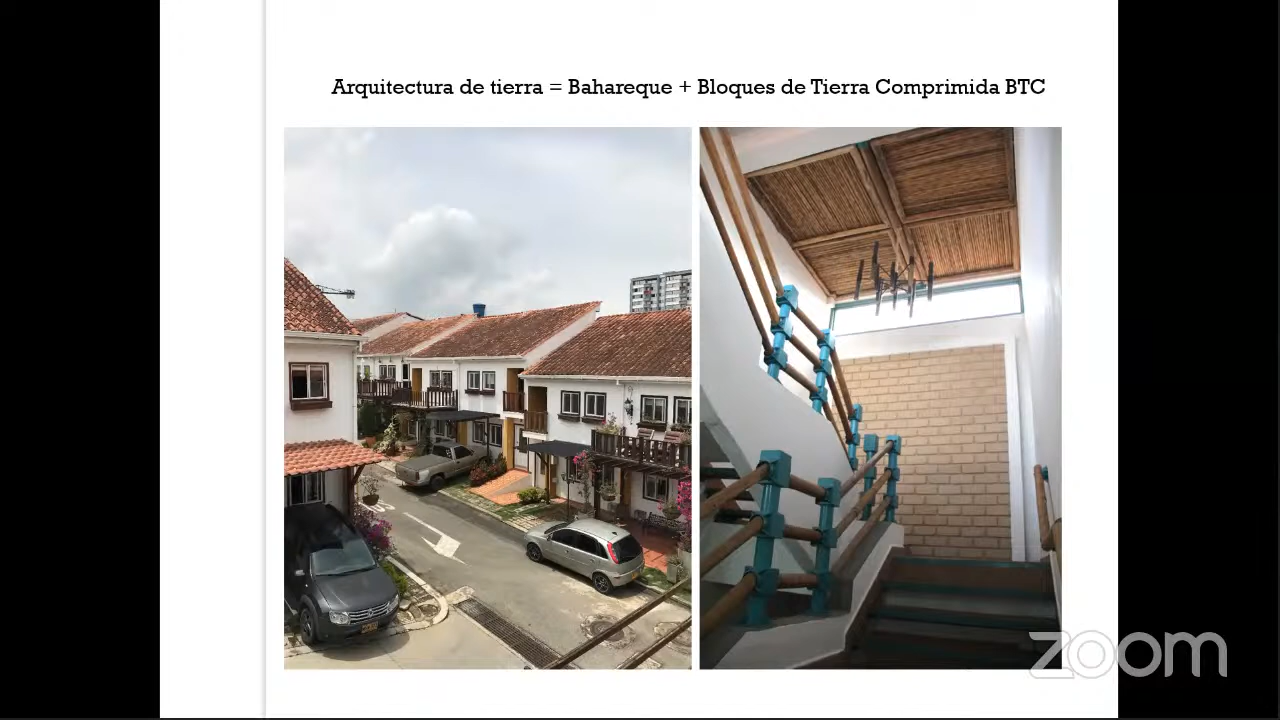 Arquitectura de tierra = Bahareque + Bloques de Tierra Comprimida BTC
zoom